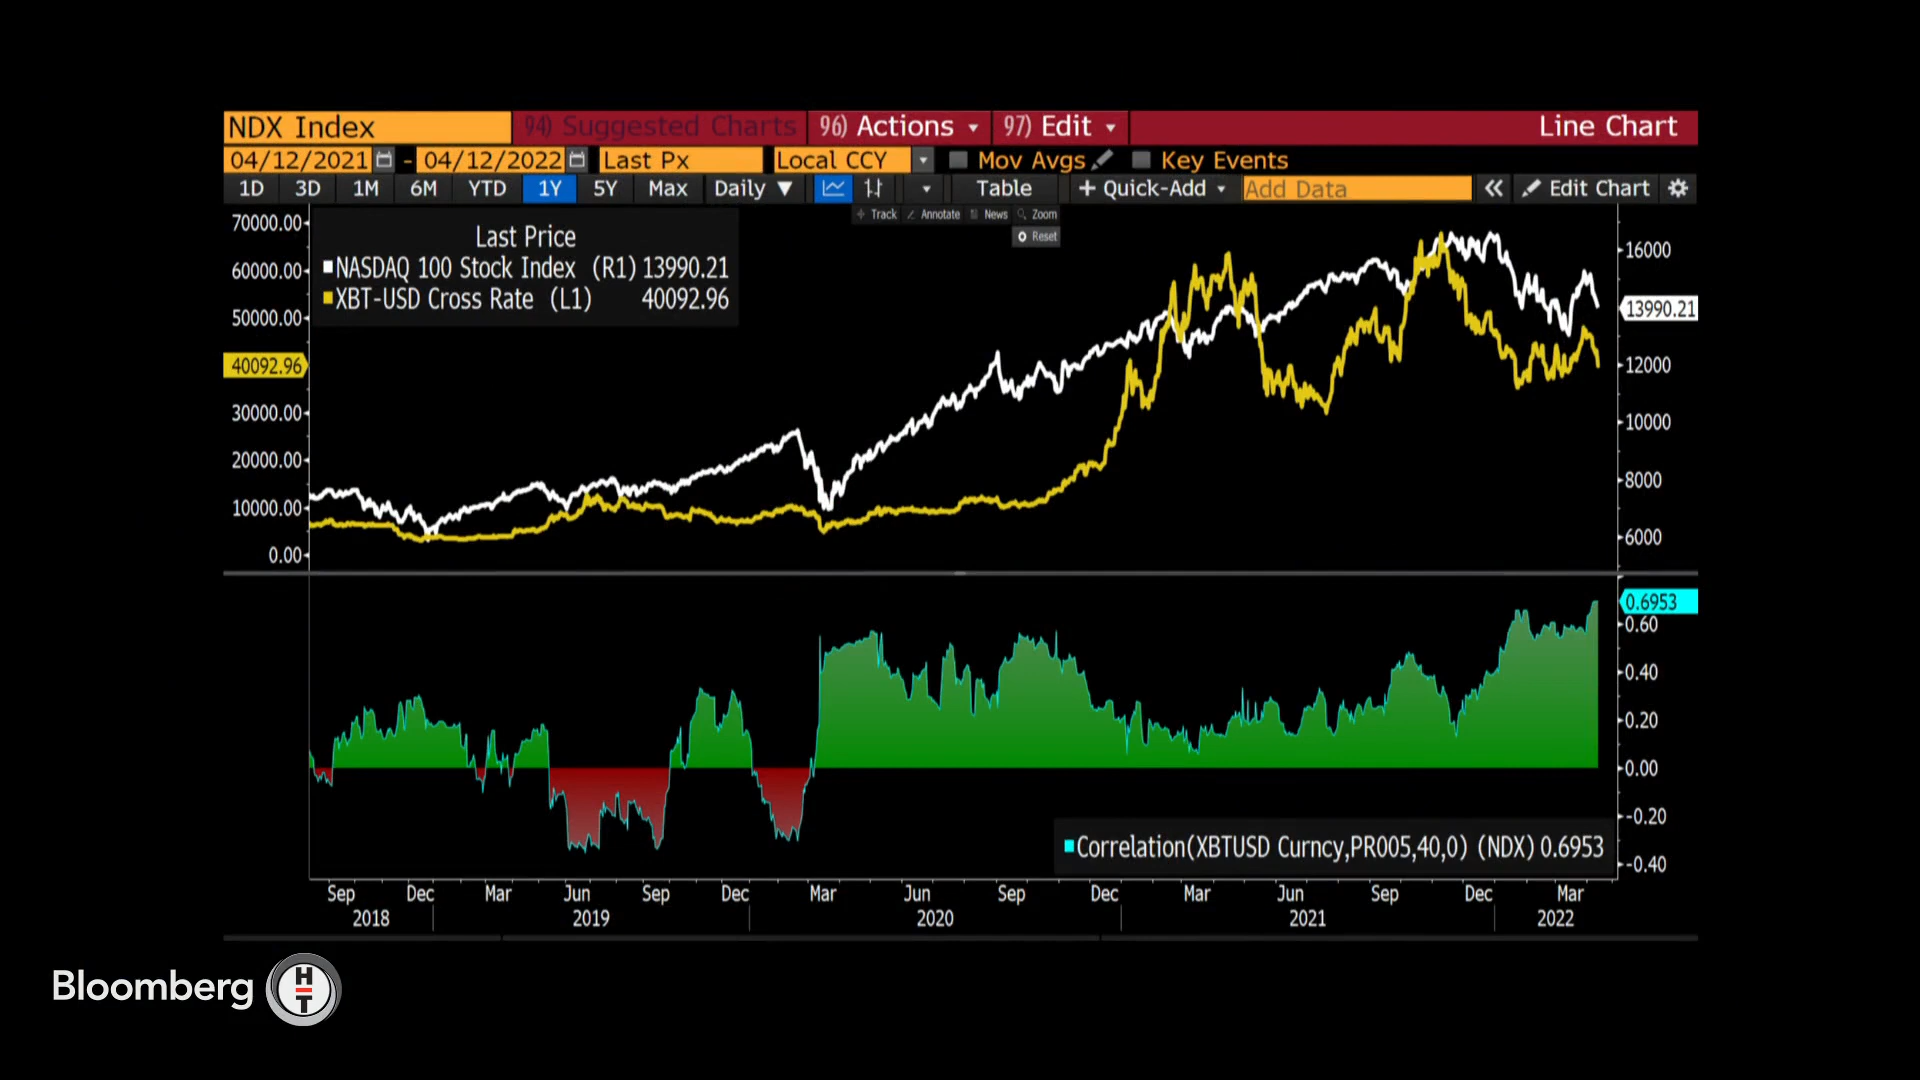 NDX Index 94) Suggested Charts 96) Actions 97) Edit Line Chart
04/12/2021 - 04/12/2022 Last Px Local CCY Mov Avgs Key Events
1D 3D 1M 6M YTD 1Y 5Y Max Daily ▼ Table + Quick-Add Add Data « Edit Chart
Track Annotate News Zoom
Reset
Last Price
NASDAQ 100 Stock Index (R1) 13990.21
XBT-USD Cross Rate (L1) 40092.96
70000.00
60000.00
50000.00
40092.96
30000.00
20000.00
10000.00
0.00
16000
13990.21
12000
10000
8000
6000
0.6953
0.60
0.40
0.20
0.00
-0.20
-0.40
Correlation(XBTUSD Curncy,PR005,40,0) (NDX) 0.6953
Sep Dec Mar Jun Sep Dec Mar Jun Sep Dec Mar Jun Sep Dec Mar
2018 2019 2020 2021 2022
Bloomberg HT